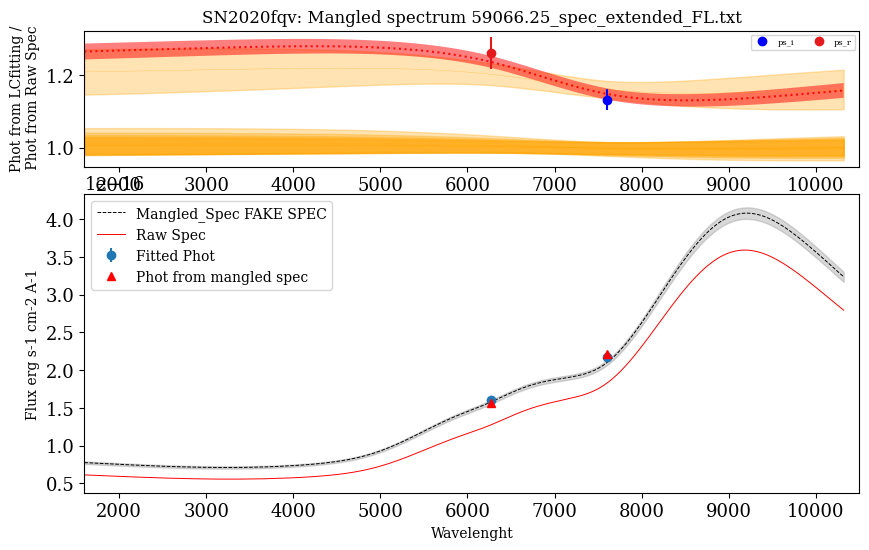 SN2020fqv: Mangled spectrum 59066.25_spec_extended_FL.txt
Phot from LCfitting /
Phot from Raw Spec
1.2
1.0
ps_i
ps_r
2000 3000 4000 5000 6000 7000 8000 9000 10000
1e−16
Flux erg s-1 cm-2 A-1
4.0
3.5
3.0
2.5
2.0
1.5
1.0
0.5
Mangled_Spec FAKE SPEC
Raw Spec
Fitted Phot
Phot from mangled spec
2000 3000 4000 5000 6000 7000 8000 9000 10000
Wavelenght